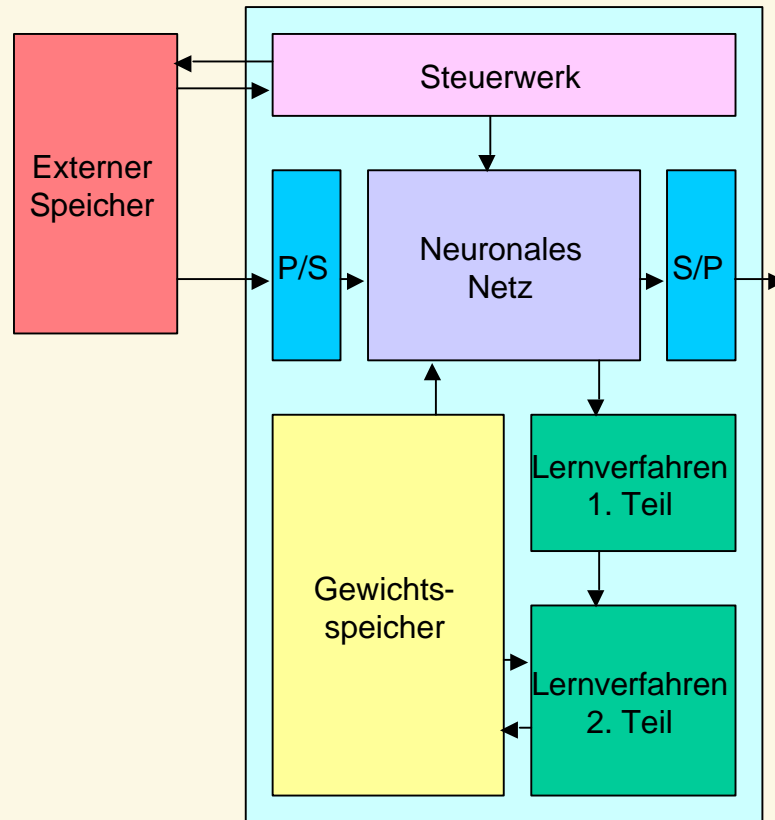 Steuerwerk
Externer
Speicher
P/S
Neuronales
Netz
S/P
Lernverfahren
1. Teil
Gewichts-
speicher
Lernverfahren
2. Teil